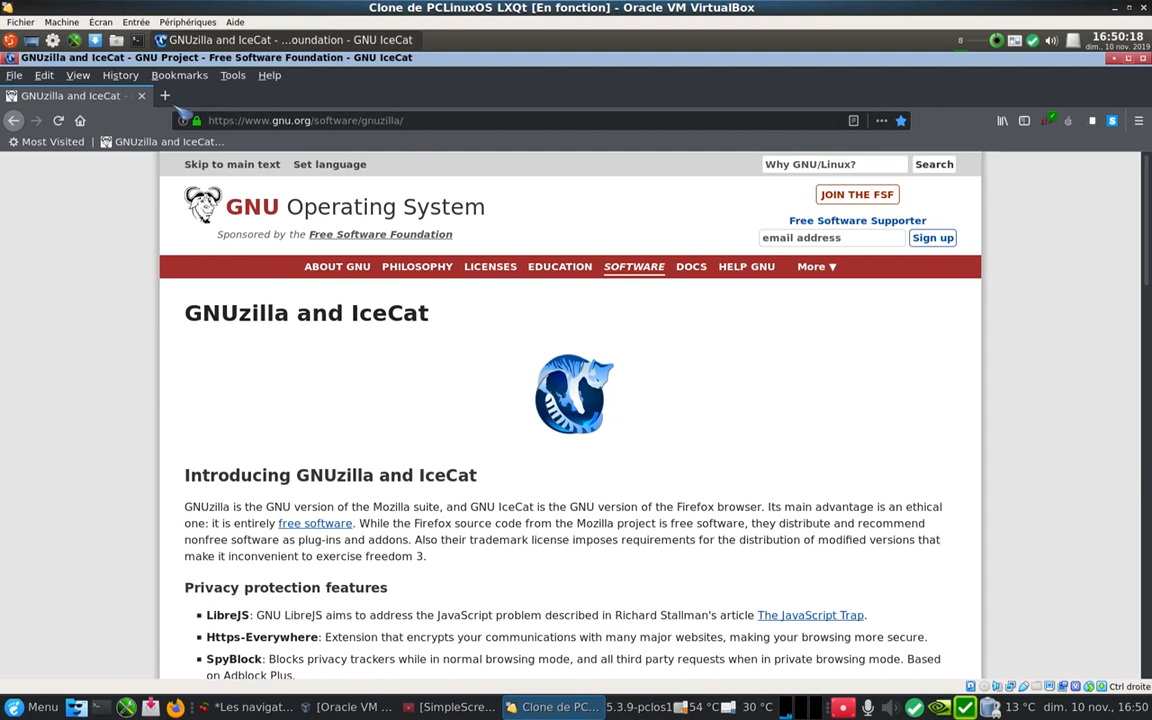 Clone de PCLinuxOS LXQt [En fonction] - Oracle VM VirtualBox
Fichier Machine Écran Entrée Périphériques Aide
GNUzilla and IceCat - ...oundation - GNU IceCat
8
16:50:18
dim., 10 nov. 2019
GNUzilla and IceCat - GNU Project - Free Software Foundation - GNU IceCat
File Edit View History Bookmarks Tools Help
GNUzilla and IceCat -
https://www.gnu.org/software/gnuzilla/
Most Visited GNUzilla and IceCat...
Skip to main text Set language Why GNU/Linux? Search
JOIN THE FSF
GNU Operating System
Free Software Supporter
Sponsored by the Free Software Foundation
email address Sign up
ABOUT GNU PHILOSOPHY LICENSES EDUCATION SOFTWARE DOCS HELP GNU More ▼
GNUzilla and IceCat
Introducing GNUzilla and IceCat
GNUzilla is the GNU version of the Mozilla suite, and GNU IceCat is the GNU version of the Firefox browser. Its main advantage is an ethical
one: it is entirely free software. While the Firefox source code from the Mozilla project is free software, they distribute and recommend
nonfree software as plug-ins and addons. Also their trademark license imposes requirements for the distribution of modified versions that
make it inconvenient to exercise freedom 3.
Privacy protection features
▪ LibreJS: GNU LibreJS aims to address the JavaScript problem described in Richard Stallman's article The JavaScript Trap.
▪ Https-Everywhere: Extension that encrypts your communications with many major websites, making your browsing more secure.
▪ SpyBlock: Blocks privacy trackers while in normal browsing mode, and all third party requests when in private browsing mode. Based
on Adblock Plus.
Ctrl droite
Menu *Les navigat... [Oracle VM ... [SimpleScre... Clone de PC... 5.3.9-pclos1 54 °C 30 °C 13 °C dim. 10 nov., 16:50